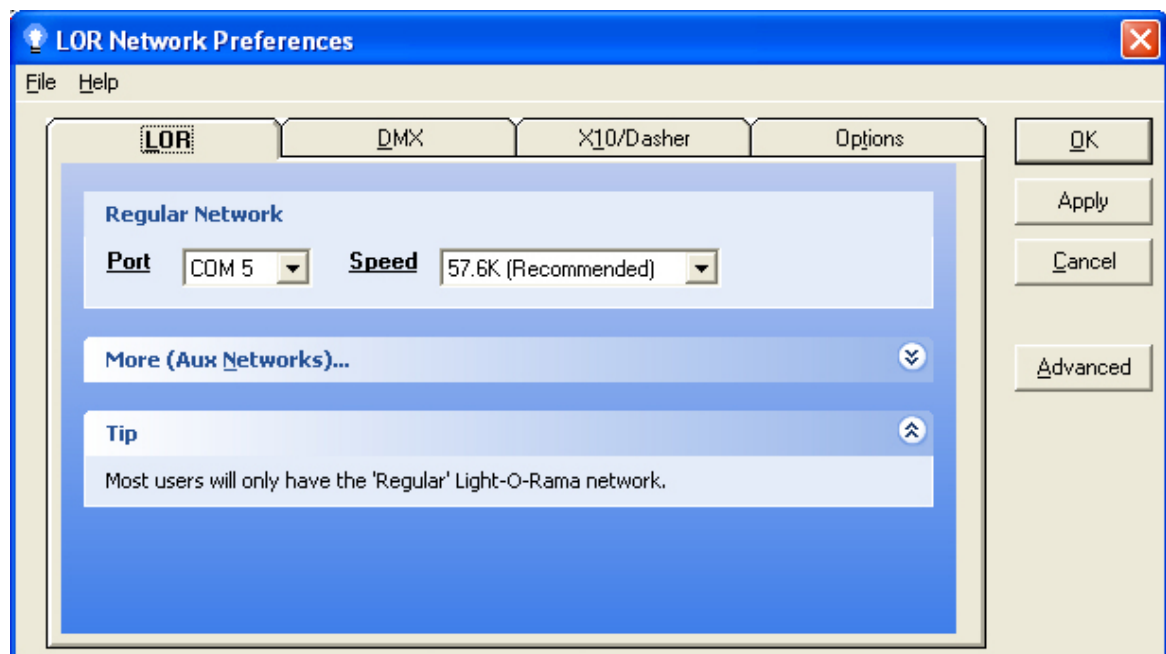 LOR Network Preferences
File Help
LOR DMX X10/Dasher Options
OK
Apply
Cancel
Advanced
Regular Network
Port COM 5 Speed 57.6K (Recommended)
More (Aux Networks)...
Tip
Most users will only have the 'Regular' Light-O-Rama network.